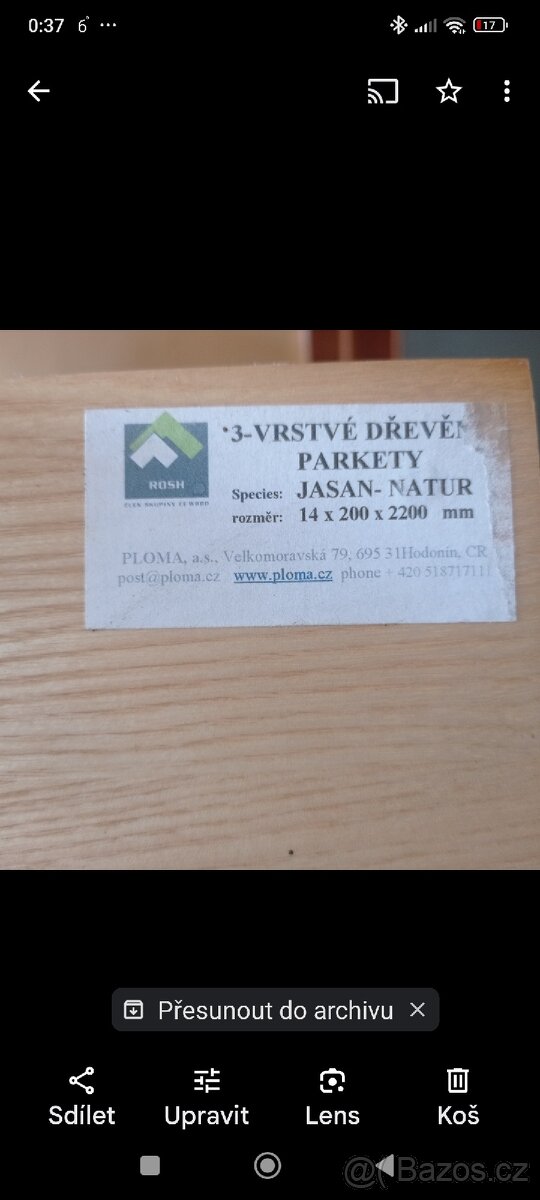 0:37 6° ··· 17
ROSH
3-VRSTVÉ DŘEVĚN
PARKETY
Species: JASAN- NATUR
rozměr: 14 x 200 x 2200 mm
PLOMA, a.s., Velkomoravská 79, 695 31Hodonín, CR
post@ploma.cz www.ploma.cz phone + 420 518717111
Přesunout do archivu
Sdílet Upravit Lens Koš
@(Bazos.cz